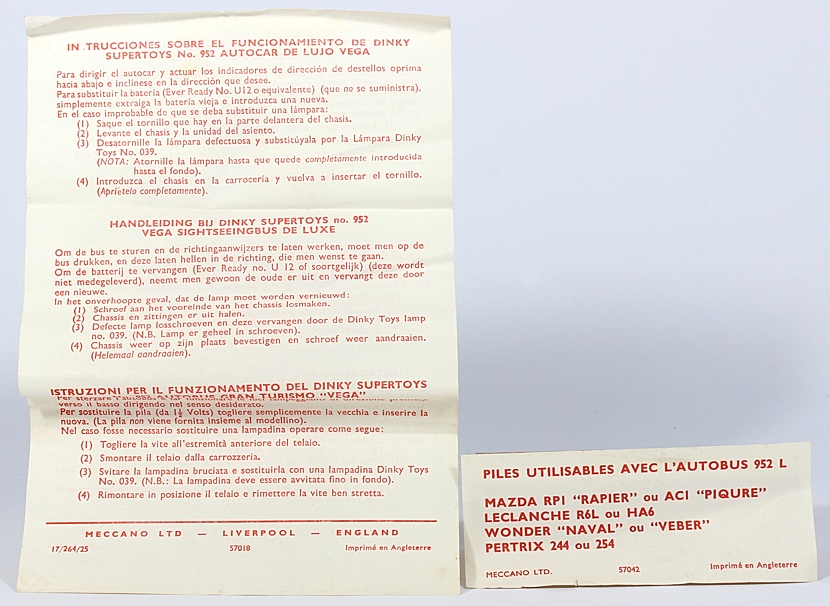 IN TRUCCIONES SOBRE EL FUNCIONAMIENTO DE DINKY
SUPERTOYS No. 952 AUTOCAR DE LUJO VEGA
Para dirigir el autocar y actuar los indicadores de dirección de destellos oprima
hacia abajo e inclínese en la dirección que desee.
Para substituir la batería (Ever Ready No. U12 o equivalente) (que no se suministra),
simplemente extraiga la batería vieja e introduzca una nueva.
En el caso improbable de que se deba substituir una lámpara:
(1) Saque el tornillo que hay en la parte delantera del chasis.
(2) Levante el chasis y la unidad del asiento.
(3) Desatornille la lámpara defectuosa y substitúyala por la Lámpara Dinky
Toys No. 039.
(NOTA: Atornille la lámpara hasta que quede completamente introducida
hasta el fondo).
(4) Introduzca el chasis en la carrocería y vuelva a insertar el tornillo.
(Apríetelo completamente).
HANDLEIDING BIJ DINKY SUPERTOYS no. 952
VEGA SIGHTSEEINGBUS DE LUXE
Om de bus te sturen en de richtingaanwijzers te laten werken, moet men op de
bus drukken, en deze laten hellen in de richting, die men wenst te gaan.
Om de batterij te vervangen (Ever Ready no. U 12 of soortgelijk) (deze wordt
niet medegeleverd), neemt men gewoon de oude er uit en vervangt deze door
een nieuwe.
In het onverhoopte geval, dat de lamp moet worden vernieuwd:
(1) Schroef aan het vooreinde van het chassis losmaken.
(2) Chassis en zittingen er uit halen.
(3) Defecte lamp losschroeven en deze vervangen door de Dinky Toys lamp
no. 039. (N.B. Lamp er geheel in schroeven).
(4) Chassis weer op zijn plaats bevestigen en schroef weer aandraaien.
(Helemaal aandraaien).
ISTRUZIONI PER IL FUNZIONAMENTO DEL DINKY SUPERTOYS
GRAN TURISMO "VEGA"
Per sterzare
verso il basso dirigendo nel senso desiderato.
Per sostituire la pila (da 1½ Volts) togliere semplicemente la vecchia e inserire la
nuova. (La pila non viene fornita insieme al modellino).
Nel caso fosse necessario sostituire una lampadina operare come segue:
(1) Togliere la vite all'estremità anteriore del telaio.
(2) Smontare il telaio dalla carrozzeria.
(3) Svitare la lampadina bruciata e sostituirla con una lampadina Dinky Toys
No. 039. (N.B.: La lampadina deve essere avvitata fino in fondo).
(4) Rimontare in posizione il telaio e rimettere la vite ben stretta.
MECCANO LTD — LIVERPOOL — ENGLAND
17/264/25 57018 Imprimé en Angleterre
PILES UTILISABLES AVEC L'AUTOBUS 952 L
MAZDA RPI "RAPIER" ou ACI "PIQURE"
LECLANCHE R6L ou HA6
WONDER "NAVAL" ou "VEBER"
PERTRIX 244 ou 254
MECCANO LTD. 57042 Imprimé en Angleterre